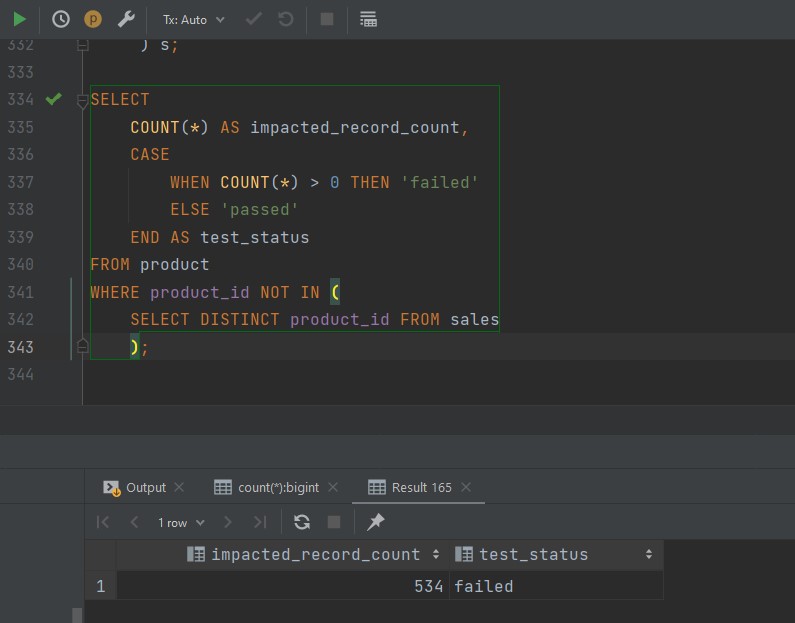 p Tx: Auto
332 ) s;
333
334 SELECT
335 COUNT(*) AS impacted_record_count,
336 CASE
337 WHEN COUNT(*) > 0 THEN 'failed'
338 ELSE 'passed'
339 END AS test_status
340 FROM product
341 WHERE product_id NOT IN (
342 SELECT DISTINCT product_id FROM sales
343 );
344
Output count(*):bigint Result 165
1 row
impacted_record_count test_status
1 534 failed